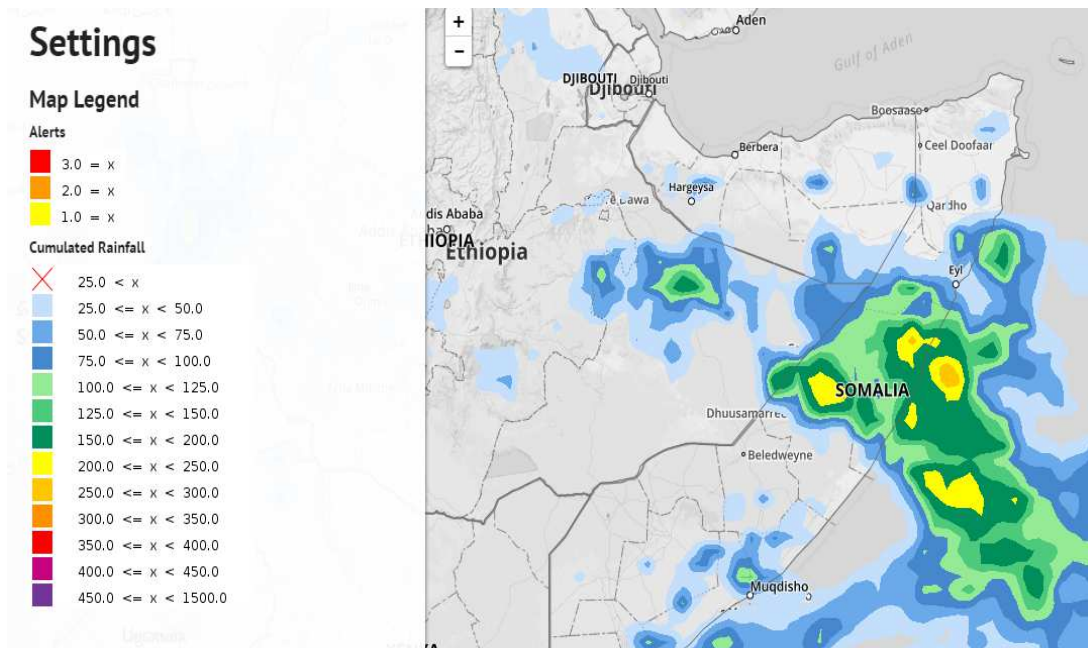 Settings
Map Legend
Alerts
3.0 = x
2.0 = x
1.0 = x
Cumulated Rainfall
25.0 < x
25.0 <= x < 50.0
50.0 <= x < 75.0
75.0 <= x < 100.0
100.0 <= x < 125.0
125.0 <= x < 150.0
150.0 <= x < 200.0
200.0 <= x < 250.0
250.0 <= x < 300.0
300.0 <= x < 350.0
350.0 <= x < 400.0
400.0 <= x < 450.0
450.0 <= x < 1500.0
+
−
Aden
Gulf of Aden
DJIBOUTI
Djibouti
Djibouti
Boosaaso
Berbera
Ceel Doofaar
Hargeysa
Qardho
Dawa
Addis Ababa
ETHIOPIA
Ethiopia
Eyl
SOMALIA
Dhuusamarreb
Beledweyne
Muqdisho